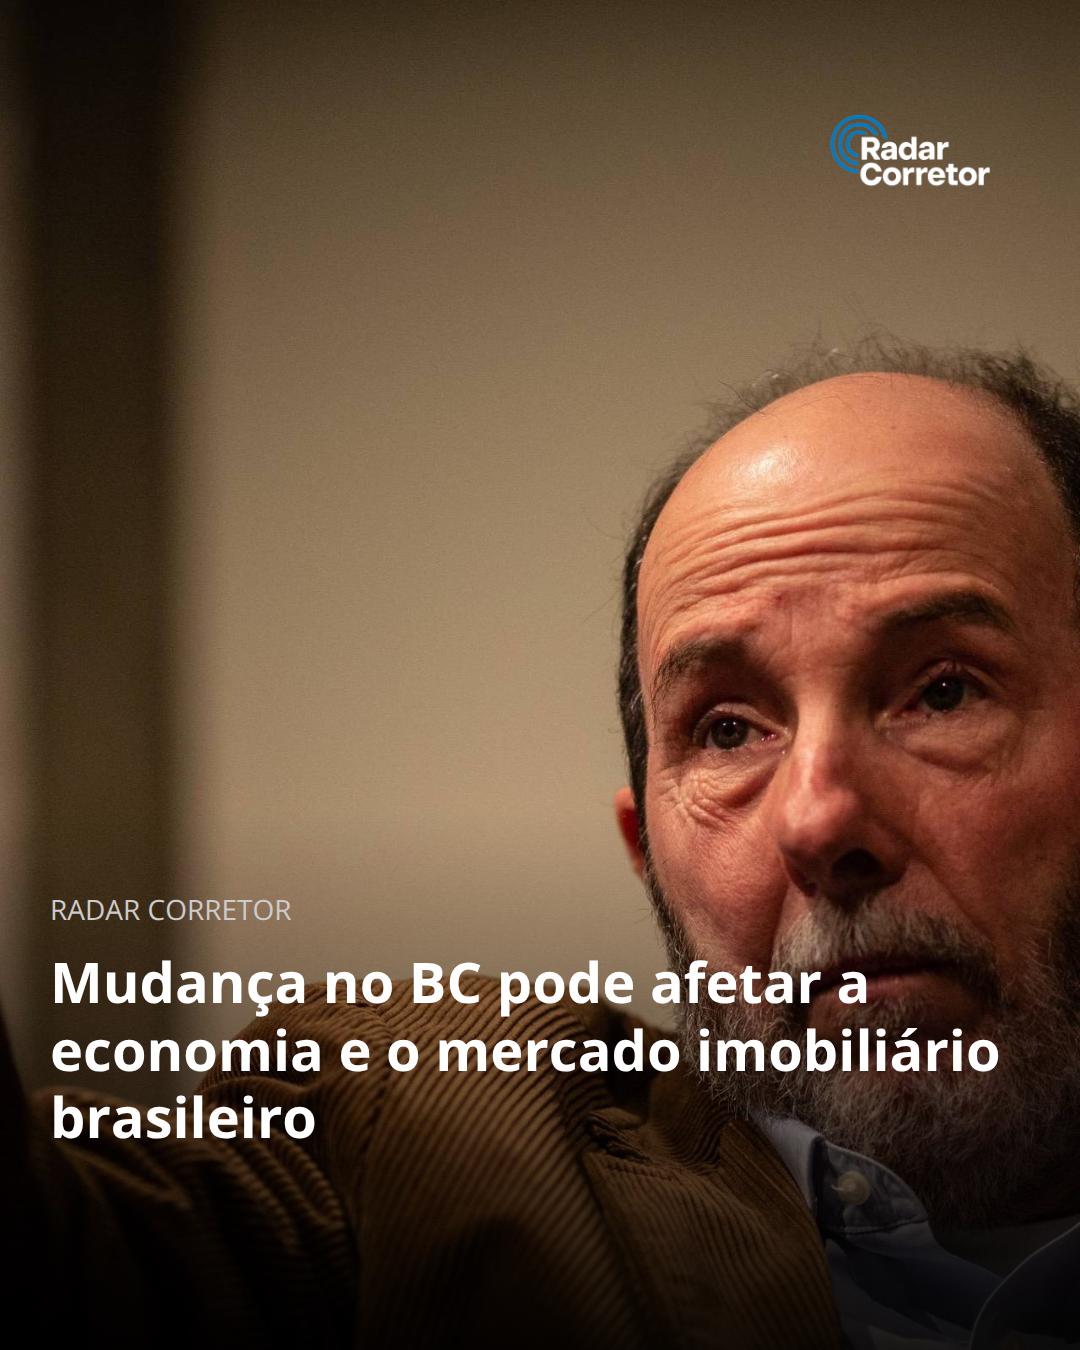 Radar
Corretor
RADAR CORRETOR
Mudança no BC pode afetar a
economia e o mercado imobiliário
brasileiro